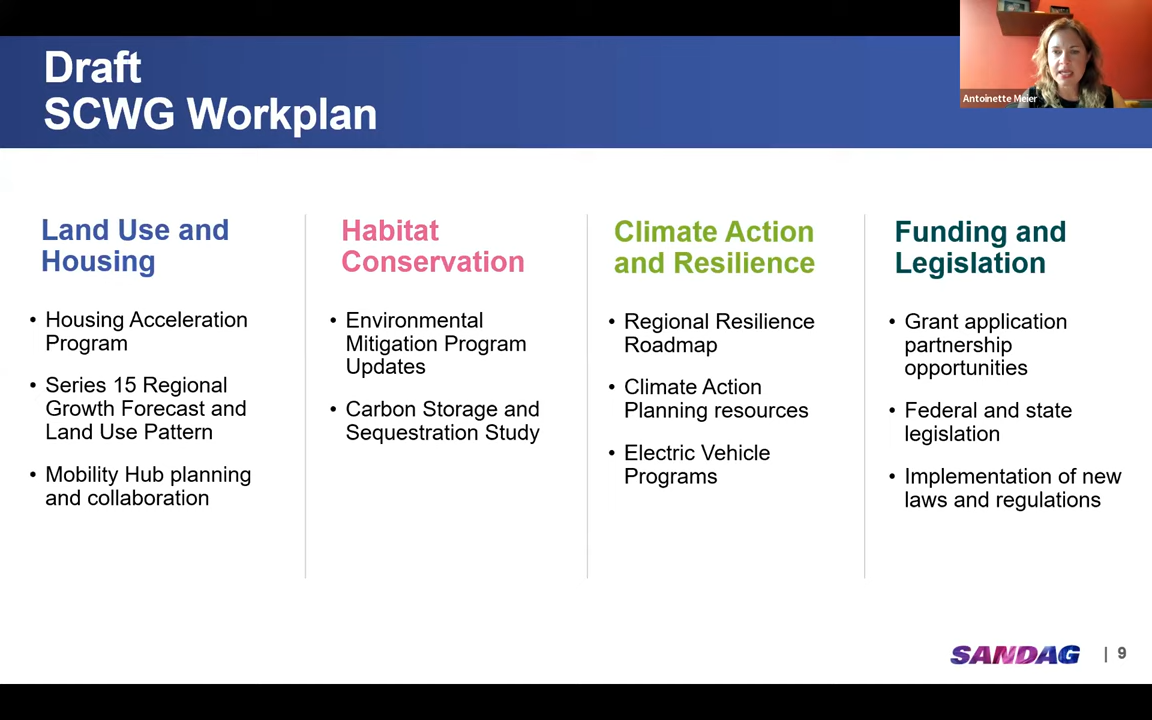 Draft
SCWG Workplan
Antoinette Meier
Land Use and
Housing
• Housing Acceleration
Program
• Series 15 Regional
Growth Forecast and
Land Use Pattern
• Mobility Hub planning
and collaboration
Habitat
Conservation
• Environmental
Mitigation Program
Updates
• Carbon Storage and
Sequestration Study
Climate Action
and Resilience
• Regional Resilience
Roadmap
• Climate Action
Planning resources
• Electric Vehicle
Programs
Funding and
Legislation
• Grant application
partnership
opportunities
• Federal and state
legislation
• Implementation of new
laws and regulations
SANDAG | 9